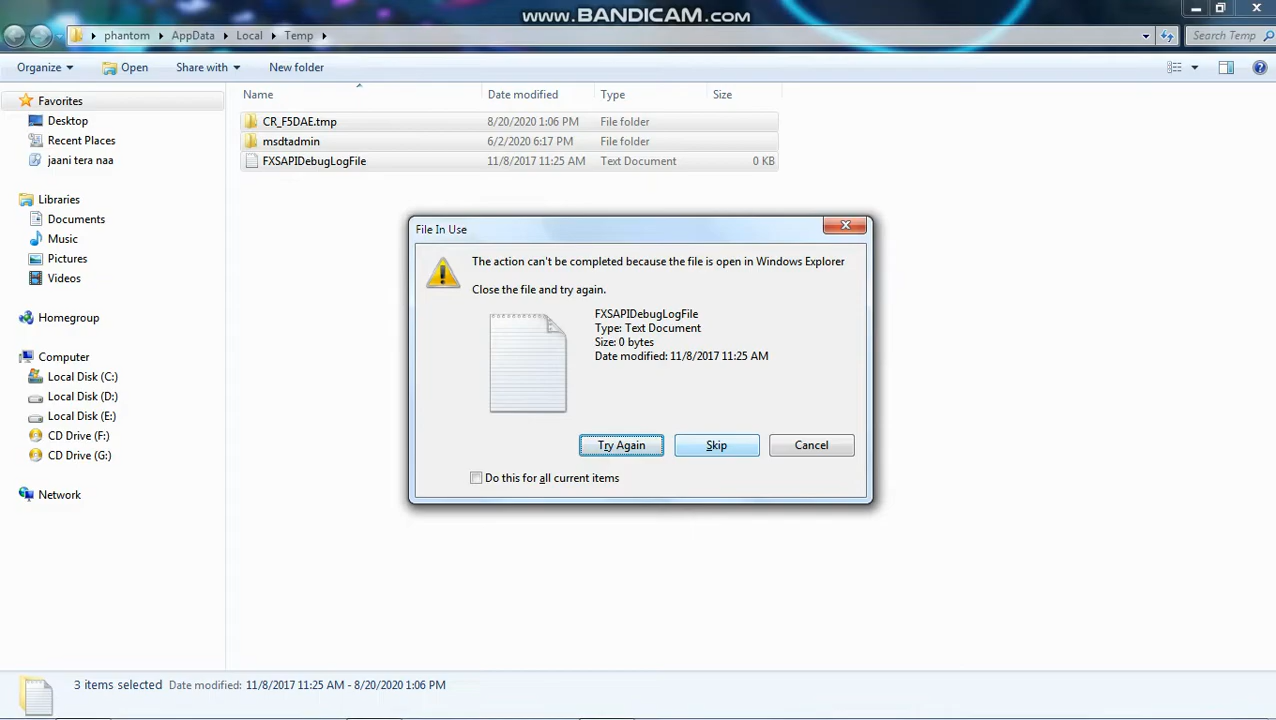 www.BANDICAM.com
phantom AppData Local Temp
Search Temp
Organize Open Share with New folder
Name Date modified Type Size
Favorites
Desktop
Recent Places
jaani tera naa
Libraries
Documents
Music
Pictures
Videos
Homegroup
Computer
Local Disk (C:)
Local Disk (D:)
Local Disk (E:)
CD Drive (F:)
CD Drive (G:)
Network
CR_F5DAE.tmp 8/20/2020 1:06 PM File folder
msdtadmin 6/2/2020 6:17 PM File folder
FXSAPIDebugLogFile 11/8/2017 11:25 AM Text Document 0 KB
File In Use
The action can't be completed because the file is open in Windows Explorer
Close the file and try again.
FXSAPIDebugLogFile
Type: Text Document
Size: 0 bytes
Date modified: 11/8/2017 11:25 AM
Try Again Skip Cancel
Do this for all current items
3 items selected Date modified: 11/8/2017 11:25 AM - 8/20/2020 1:06 PM